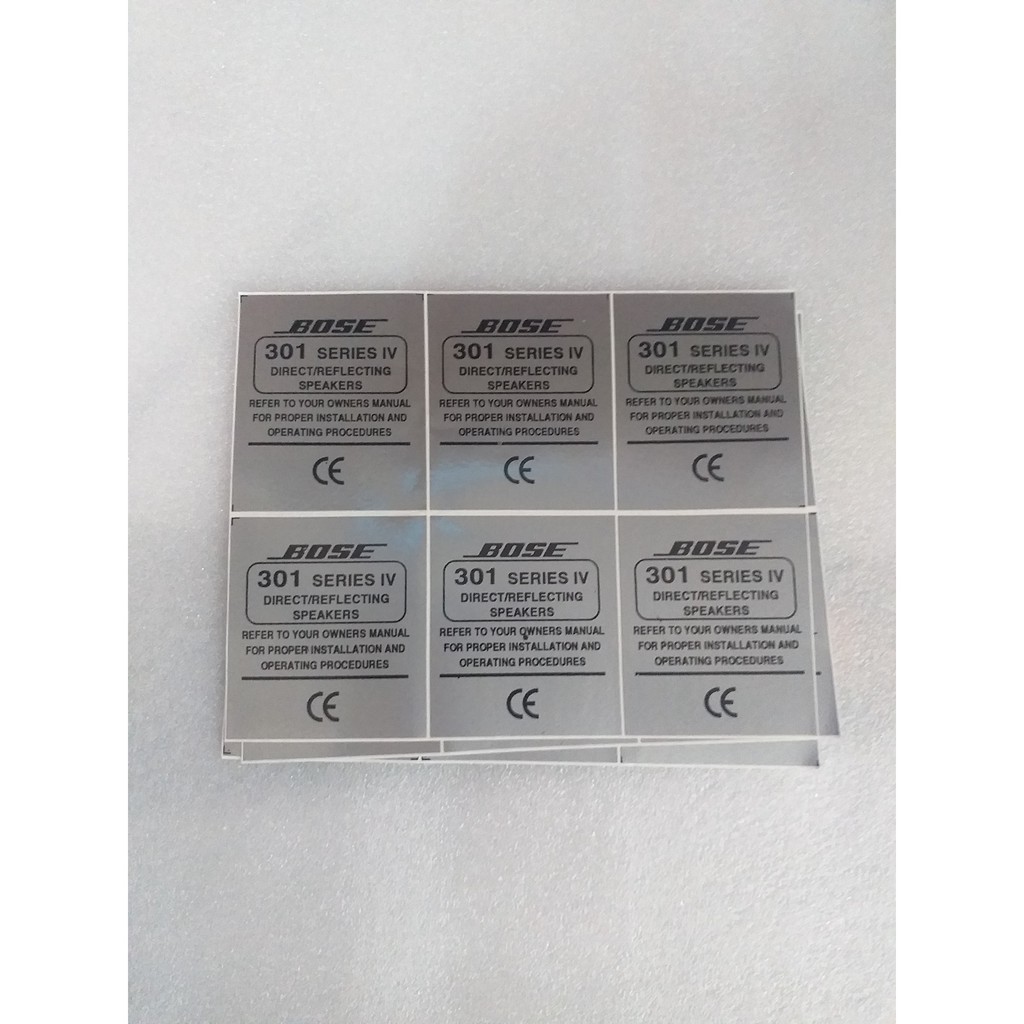 BOSE
301 SERIES IV
DIRECT/REFLECTING
SPEAKERS
REFER TO YOUR OWNERS MANUAL
FOR PROPER INSTALLATION AND
OPERATING PROCEDURES
CE
BOSE
301 SERIES IV
DIRECT/REFLECTING
SPEAKERS
REFER TO YOUR OWNERS MANUAL
FOR PROPER INSTALLATION AND
OPERATING PROCEDURES
CE
BOSE
301 SERIES IV
DIRECT/REFLECTING
SPEAKERS
REFER TO YOUR OWNERS MANUAL
FOR PROPER INSTALLATION AND
OPERATING PROCEDURES
CE
BOSE
301 SERIES IV
DIRECT/REFLECTING
SPEAKERS
REFER TO YOUR OWNERS MANUAL
FOR PROPER INSTALLATION AND
OPERATING PROCEDURES
CE
BOSE
301 SERIES IV
DIRECT/REFLECTING
SPEAKERS
REFER TO YOUR OWNERS MANUAL
FOR PROPER INSTALLATION AND
OPERATING PROCEDURES
CE
BOSE
301 SERIES IV
DIRECT/REFLECTING
SPEAKERS
REFER TO YOUR OWNERS MANUAL
FOR PROPER INSTALLATION AND
OPERATING PROCEDURES
CE